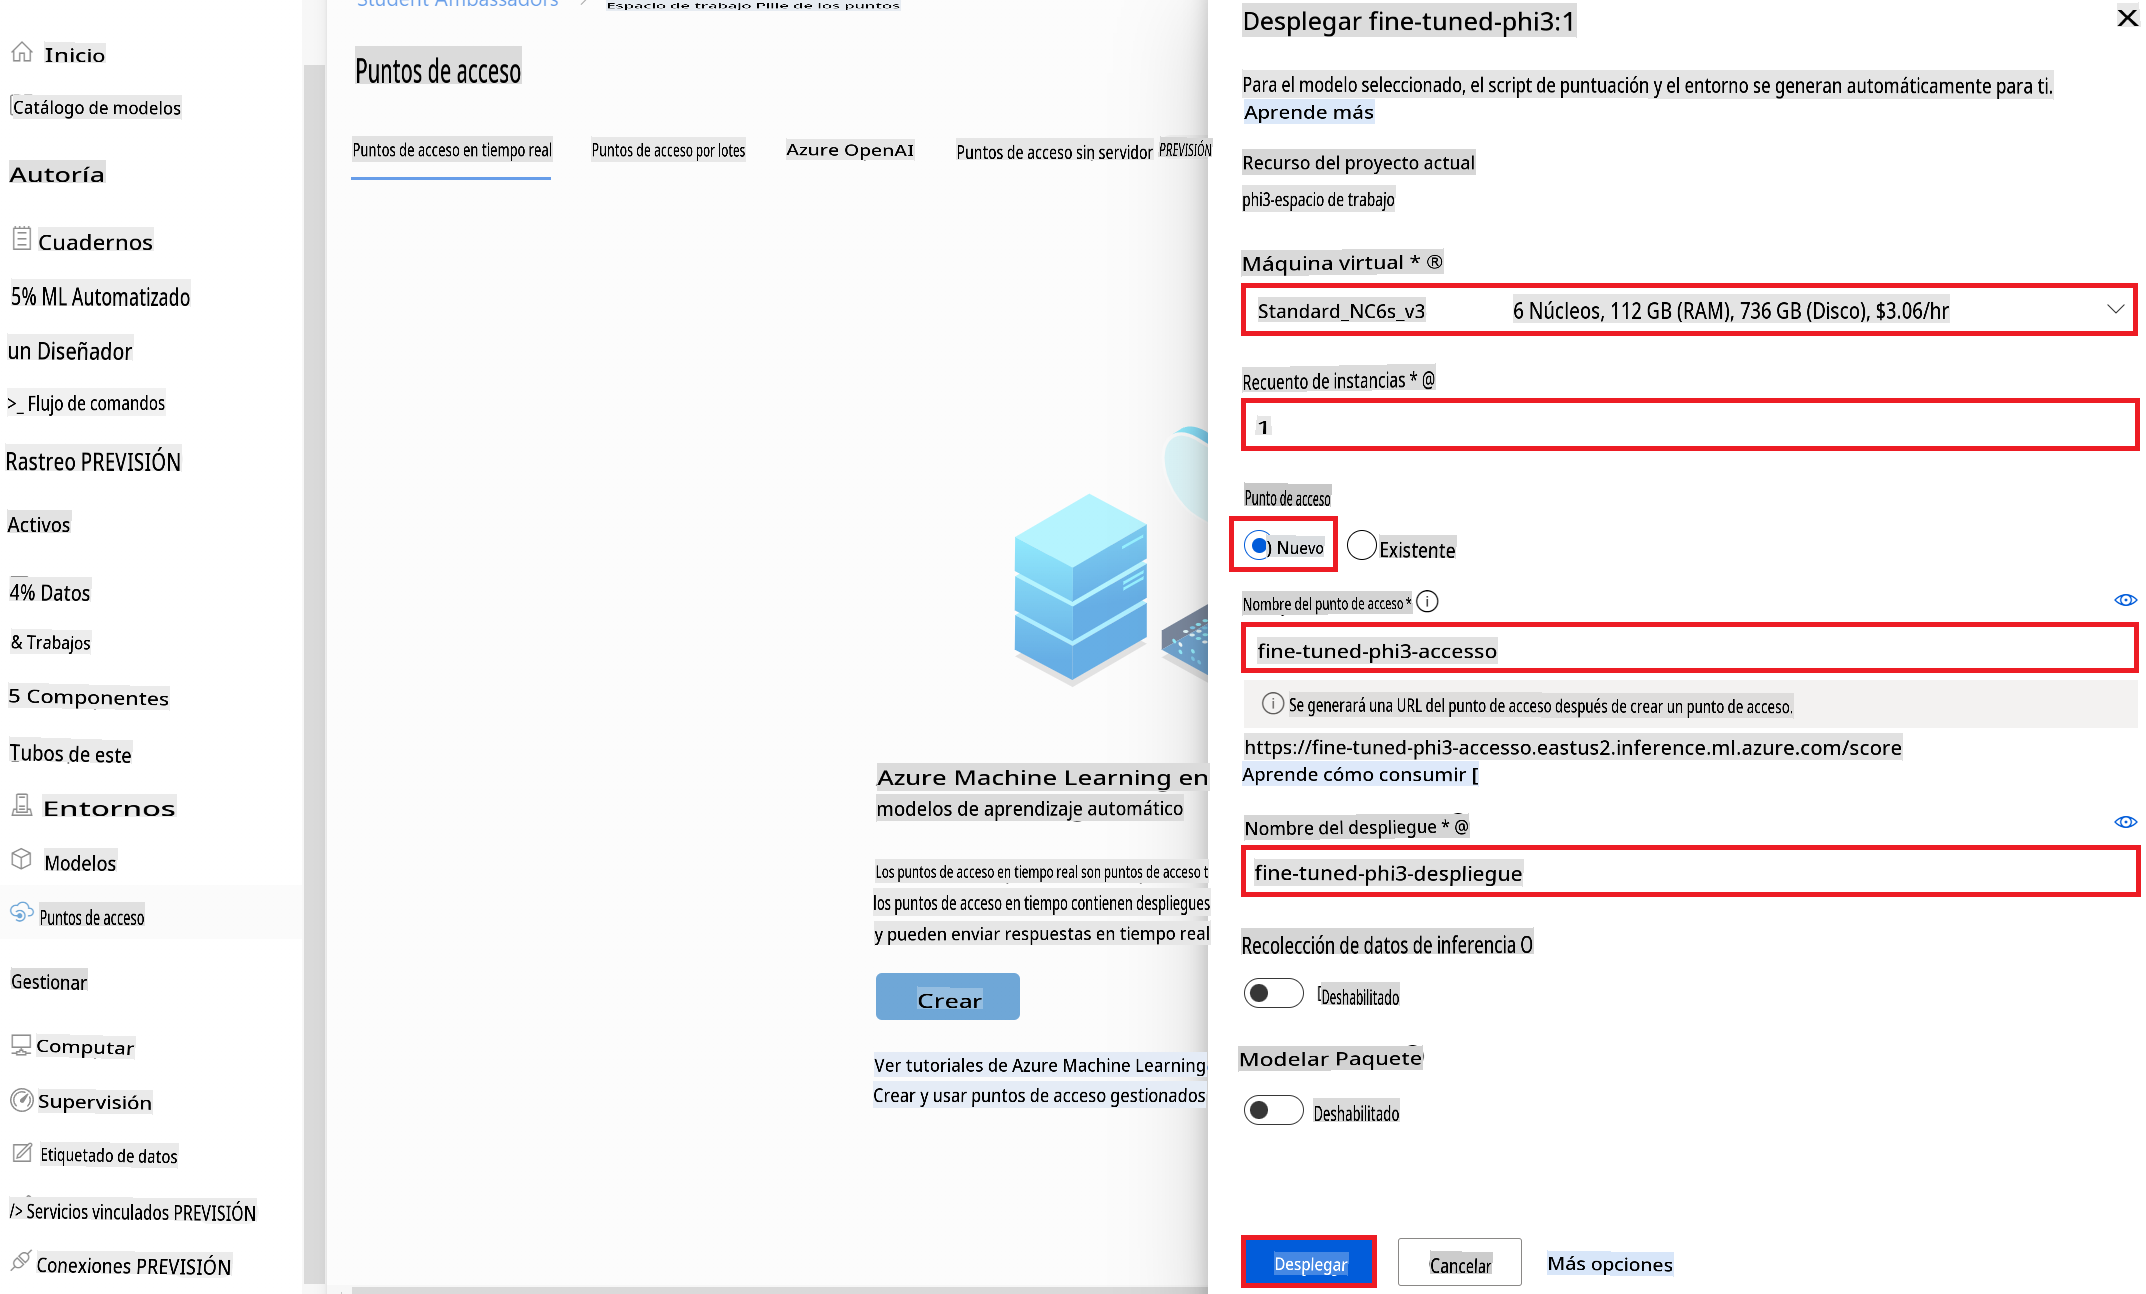 Student Ambassadors
Espacio de trabajo Pille de los puntos
Inicio
Catálogo de modelos
Autoría
Cuadernos
5% ML Automatizado
un Diseñador
>_ Flujo de comandos
Rastreo PREVISIÓN
Activos
4% Datos
& Trabajos
5 Componentes
Tubos de este
Entornos
Modelos
Puntos de acceso
Gestionar
Computar
Supervisión
Etiquetado de datos
/> Servicios vinculados PREVISIÓN
Conexiones PREVISIÓN
Puntos de acceso
Puntos de acceso en tiempo real
Puntos de acceso por lotes
Azure OpenAI
Puntos de acceso sin servidor PREVISIÓN
Azure Machine Learning en
modelos de aprendizaje automático
Los puntos de acceso en tiempo real son puntos de acceso t
los puntos de acceso en tiempo contienen despliegues
y pueden enviar respuestas en tiempo real
Crear
Ver tutoriales de Azure Machine Learning
Crear y usar puntos de acceso gestionados
Desplegar fine-tuned-phi3:1
Para el modelo seleccionado, el script de puntuación y el entorno se generan automáticamente para ti.
Aprende más
Recurso del proyecto actual
phi3-espacio de trabajo
Máquina virtual * ®
Standard_NC6s_v3 6 Núcleos, 112 GB (RAM), 736 GB (Disco), $3.06/hr
Recuento de instancias * @
1
Punto de acceso
) Nuevo
Existente
Nombre del punto de acceso *
fine-tuned-phi3-accesso
Se generará una URL del punto de acceso después de crear un punto de acceso.
https://fine-tuned-phi3-accesso.eastus2.inference.ml.azure.com/score
Aprende cómo consumir [
Nombre del despliegue * @
fine-tuned-phi3-despliegue
Recolección de datos de inferencia O
Deshabilitado
Modelar Paquete
Deshabilitado
Desplegar
Cancelar
Más opciones